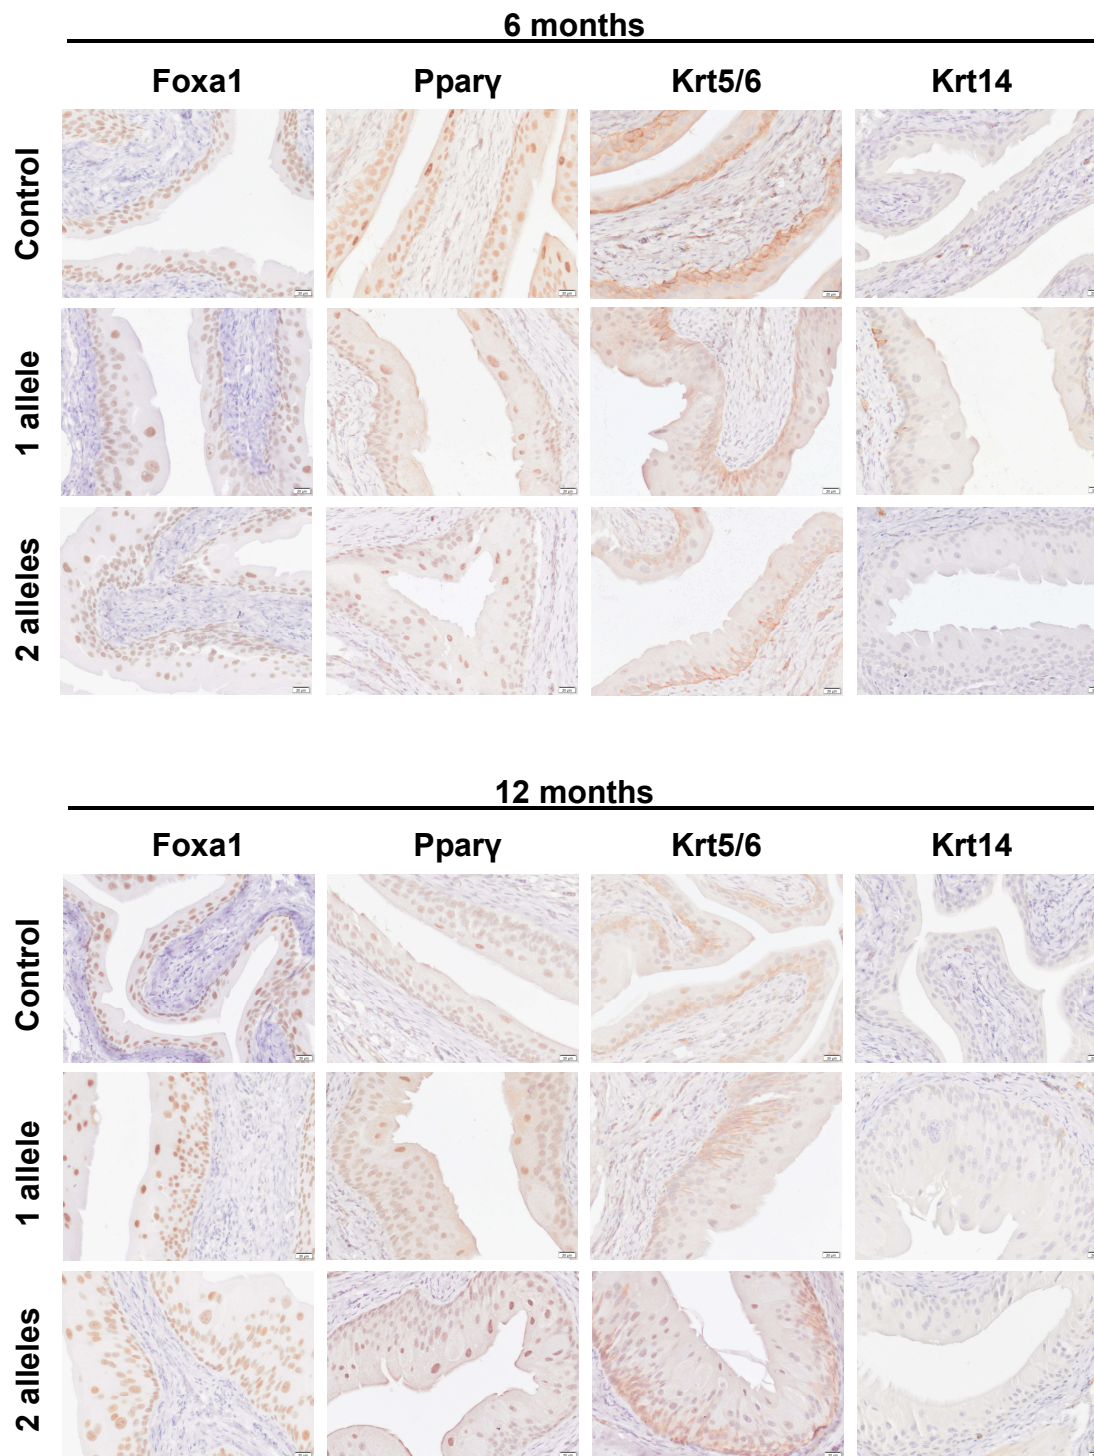 6 months
Foxa1 Pparγ Krt5/6 Krt14
Control
1 allele
2 alleles
12 months
Foxa1 Pparγ Krt5/6 Krt14
Control
1 allele
2 alleles